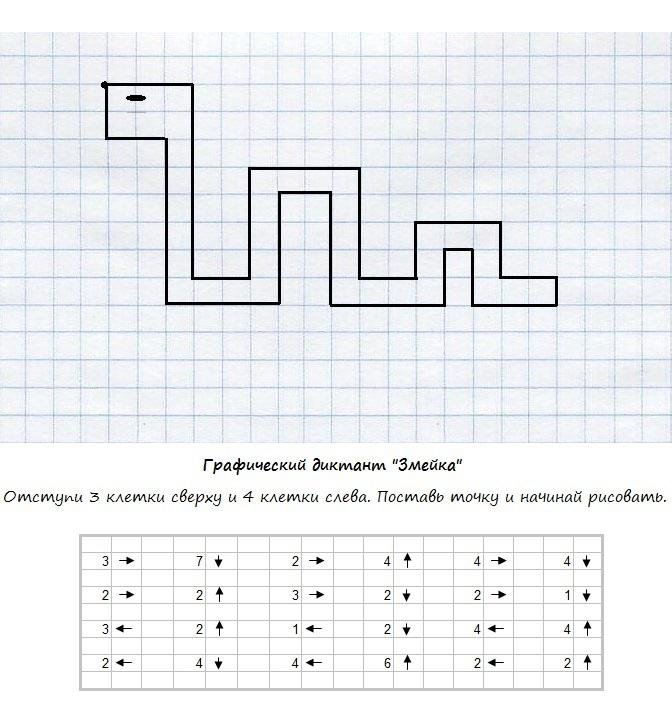 Графический диктант "Змейка"
Отступи 3 клетки сверху и 4 клетки слева. Поставь точку и начинай рисовать.
3 → 7 ↓ 2 → 4 ↑ 4 → 4 ↓
2 → 2 ↑ 3 → 2 ↓ 2 → 1 ↓
3 ← 2 ↑ 1 ← 2 ↓ 4 ← 4 ↑
2 ← 4 ↓ 4 ← 6 ↑ 2 ← 2 ↑